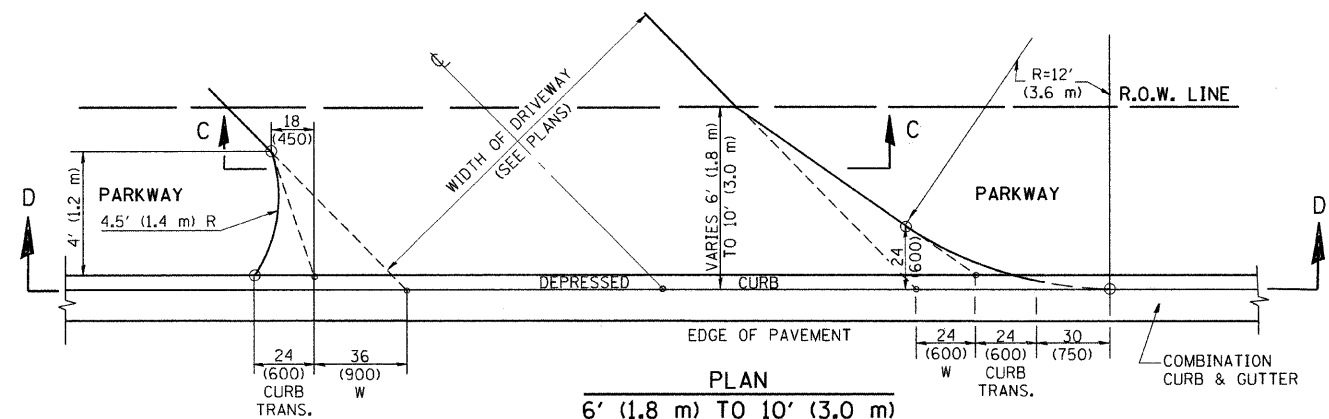 ℄
R=12'
(3.6 m)
R.O.W. LINE
WIDTH OF DRIVEWAY
(SEE PLANS)
C
18
(450)
C
D
PARKWAY
4' (1.2 m)
4.5' (1.4 m) R
VARIES 6' (1.8 m)
TO 10' (3.0 m)
PARKWAY
D
24
(600)
DEPRESSED CURB
EDGE OF PAVEMENT
24
(600)
CURB
TRANS.
36
(900)
W
24
(600)
W
24
(600)
CURB
TRANS.
30
(750)
COMBINATION
CURB & GUTTER
PLAN
6' (1.8 m) TO 10' (3.0 m)